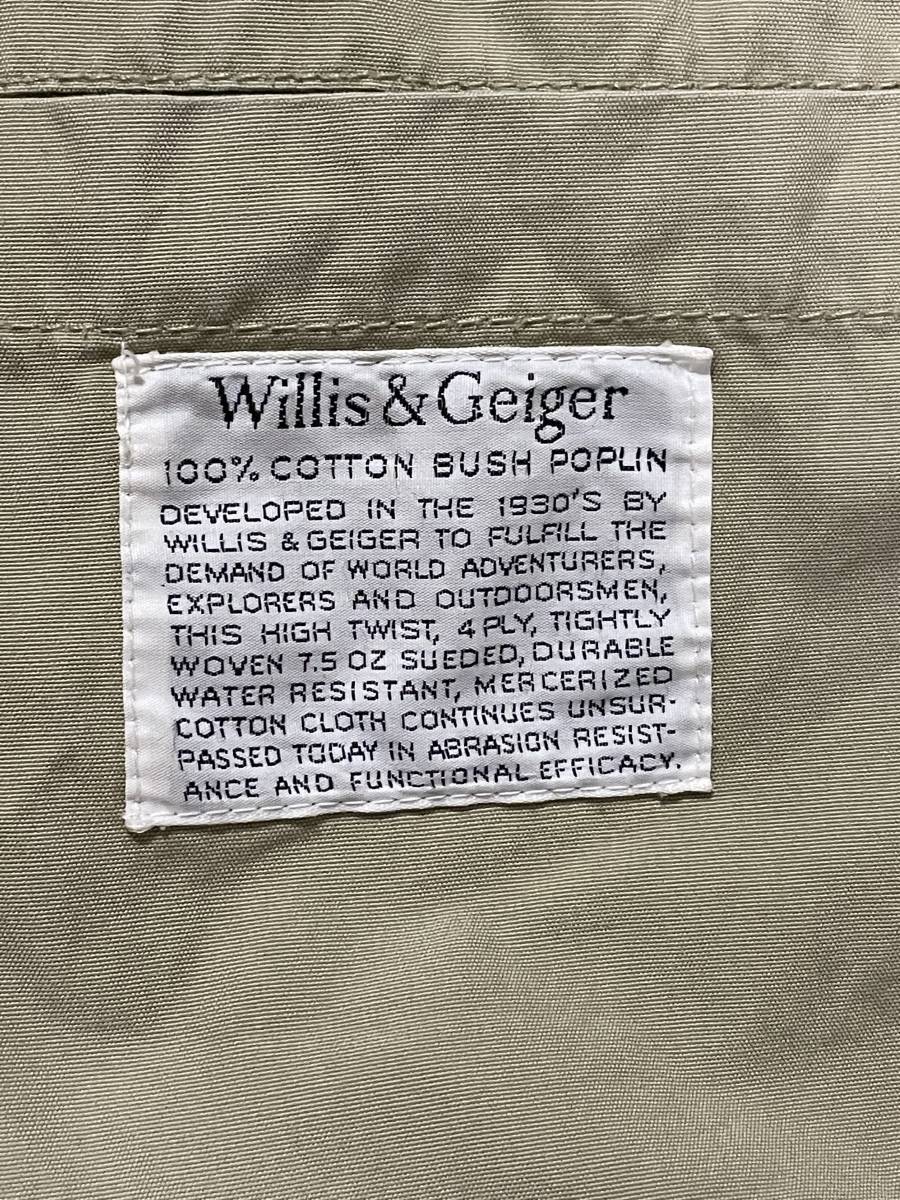 Willis & Geiger
100% COTTON BUSH POPLIN
DEVELOPED IN THE 1930'S BY
WILLIS & GEIGER TO FULFILL THE
DEMAND OF WORLD ADVENTURERS,
EXPLORERS AND OUTDOORSMEN,
THIS HIGH TWIST, 4 PLY, TIGHTLY
WOVEN 7.5 OZ SUEDED, DURABLE
WATER RESISTANT, MERCERIZED
COTTON CLOTH CONTINUES UNSUR-
PASSED TODAY IN ABRASION RESIST-
ANCE AND FUNCTIONAL EFFICACY.